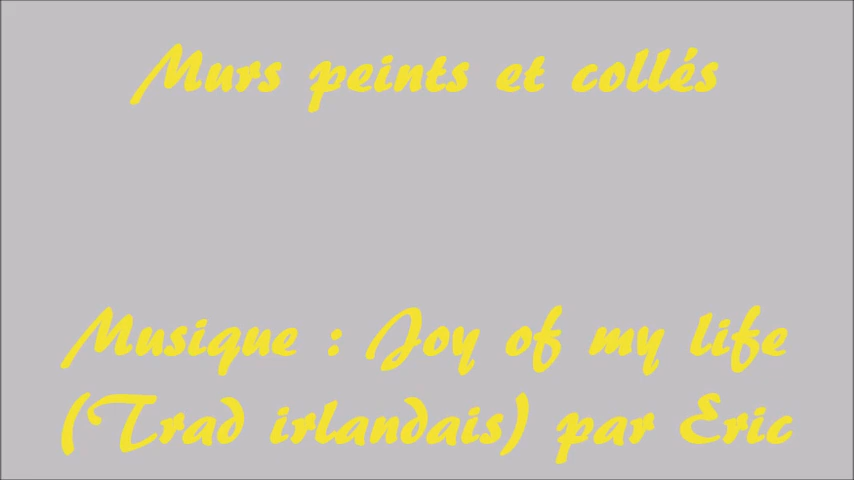 Murs peints et collés
Musique : Joy of my life
(Trad irlandais) par Eric